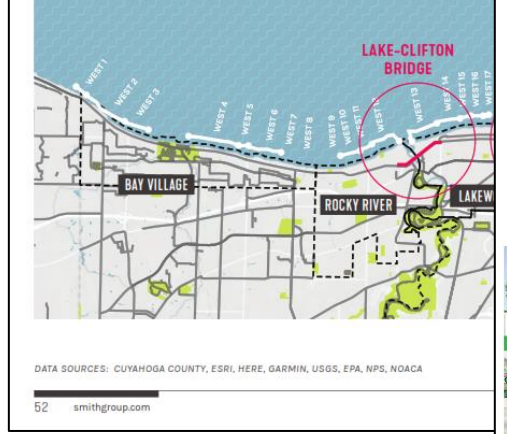 LAKE-CLIFTON
BRIDGE
WEST 1
WEST 2
WEST 3
WEST 4
WEST 5
WEST 6
WEST 7
WEST 8
WEST 9
WEST 10
WEST 11
WEST 13
WEST 14
WEST 15
WEST 16
WEST 17
BAY VILLAGE
ROCKY RIVER
LAKEW
DATA SOURCES: CUYAHOGA COUNTY, ESRI, HERE, GARMIN, USGS, EPA, NPS, NOACA
52 smithgroup.com